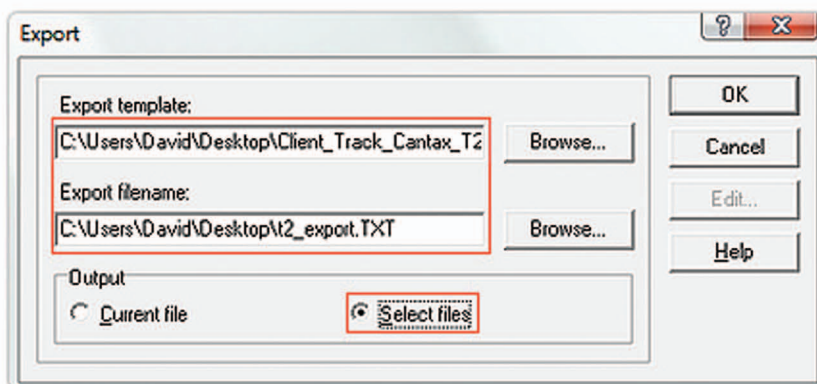 Export
Export template:
C:\Users\David\Desktop\Client_Track_Cantax_T2
Browse...
Export filename:
C:\Users\David\Desktop\t2_export.TXT
Browse...
Output
Current file
Select files
OK
Cancel
Edit...
Help